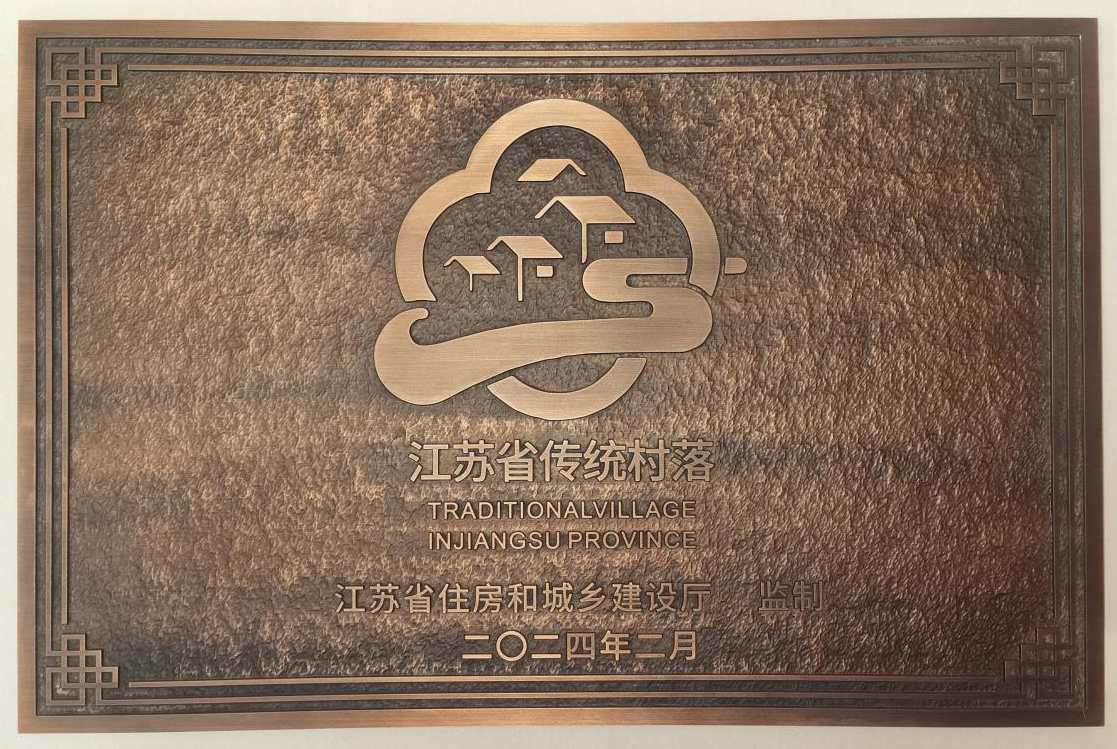 江苏省传统村落
TRADITIONALVILLAGE
INJIANGSU PROVINCE
江苏省住房和城乡建设厅 监制
二〇二四年二月